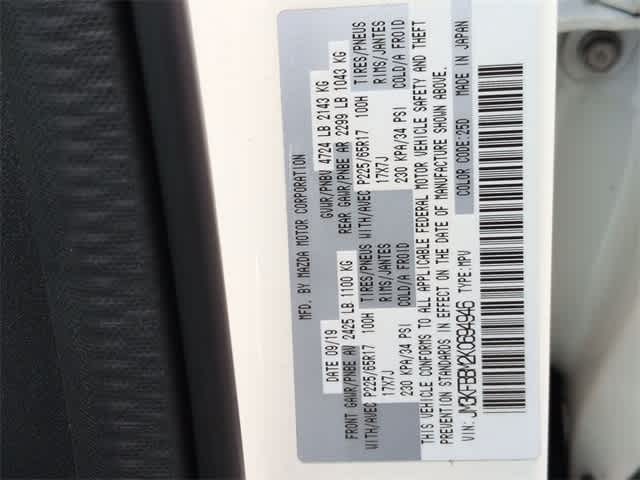 MFD. BY MAZDA MOTOR CORPORATION
DATE 09/19 GVWR/PNBV 4724 LB 2143 KG
FRONT GAWR/PNBE AV 2425 LB 1100 KG REAR GAWR/PNBE AR 2299 LB 1043 KG
TIRES/PNEUS TIRES/PNEUS
WITH/AVEC P225/65R17 100H RIMS/JANTES WITH/AVEC P225/65R17 100H RIMS/JANTES
17X7J COLD/A FROID 17X7J COLD/A FROID
230 KPA/34 PSI 230 KPA/34 PSI
THIS VEHICLE CONFORMS TO ALL APPLICABLE FEDERAL MOTOR VEHICLE SAFETY AND THEFT
PREVENTION STANDARDS IN EFFECT ON THE DATE OF MANUFACTURE SHOWN ABOVE.
VIN: JM3KFBBM2K0694946 TYPE:MPV COLOR CODE:25D MADE IN JAPAN